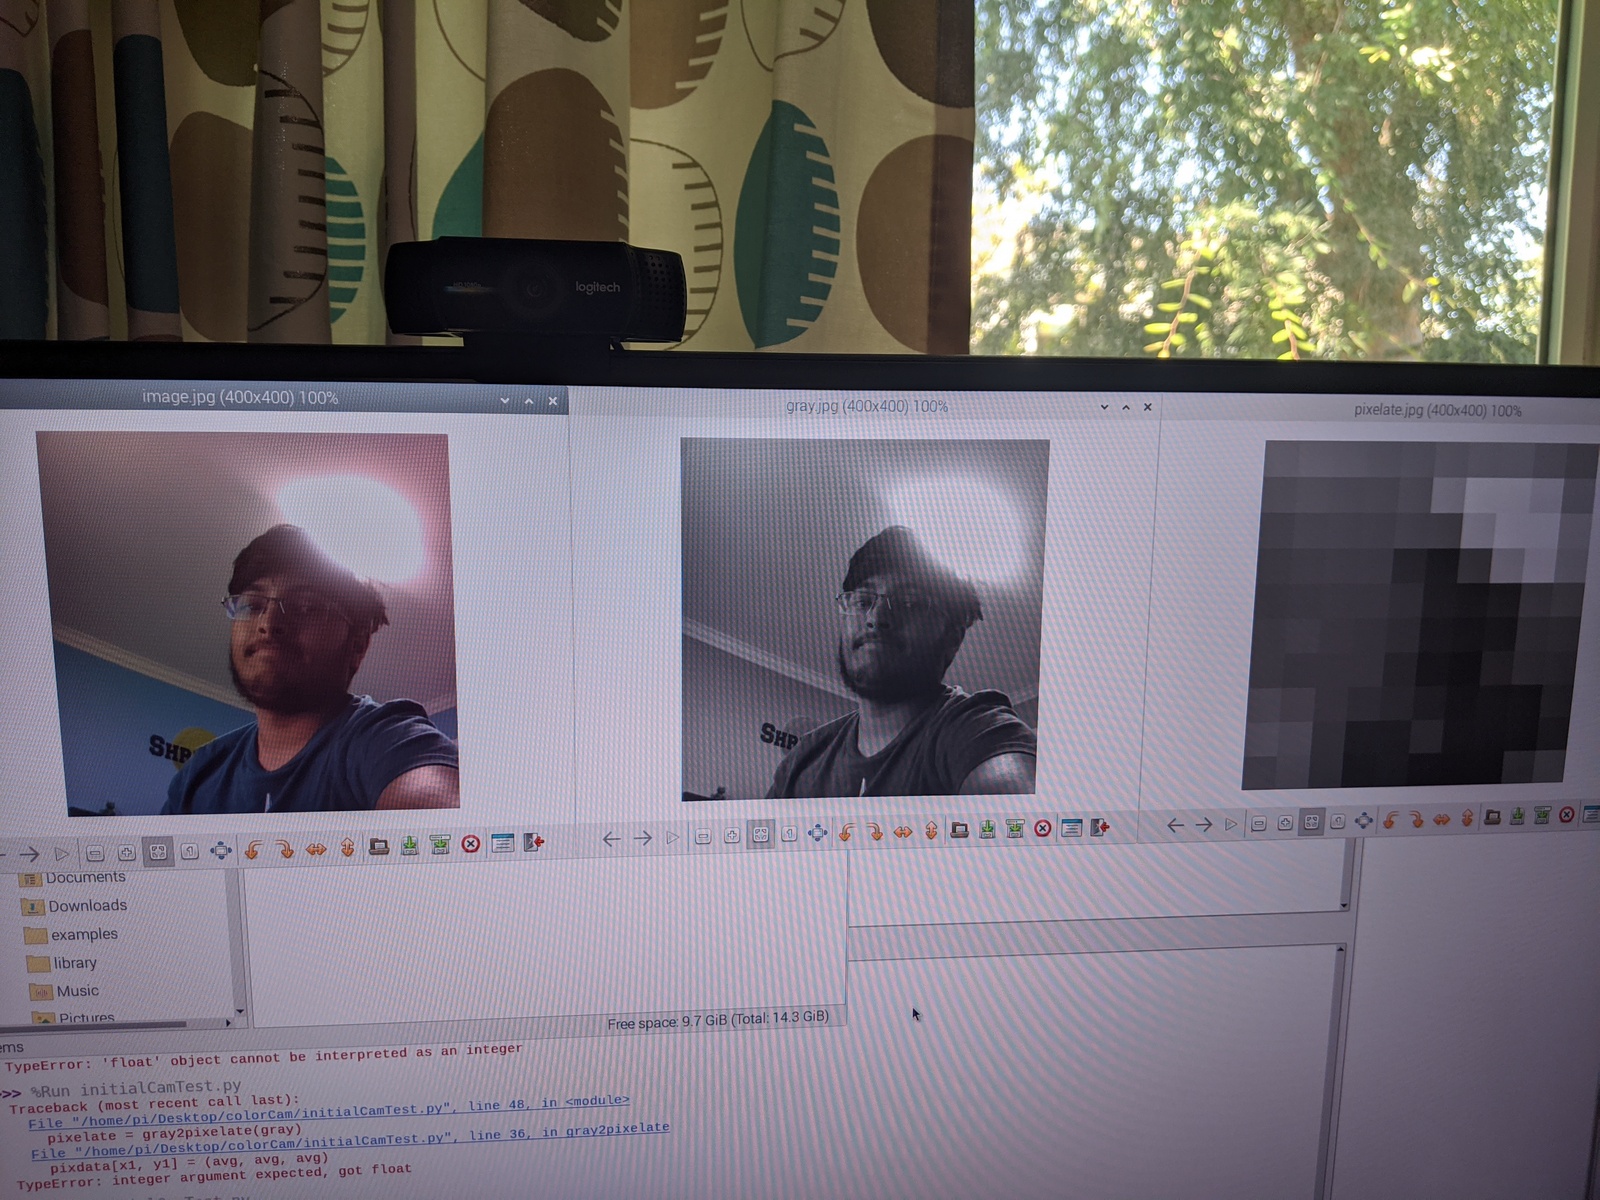 logitech
image.jpg (400x400) 100%
gray.jpg (400x400) 100%
pixelate.jpg (400x400) 100%
SHR
SHR
Documents
Downloads
examples
library
Music
Pictures
Free space: 9.7 GiB (Total: 14.3 GiB)
ems
TypeError: 'float' object cannot be interpreted as an integer
>>> %Run initialCamTest.py
Traceback (most recent call last):
File "/home/pi/Desktop/colorCam/initialCamTest.py", line 48, in <module>
pixelate = gray2pixelate(gray)
File "/home/pi/Desktop/colorCam/initialCamTest.py", line 36, in gray2pixelate
pixdata[x1, y1] = (avg, avg, avg)
TypeError: integer argument expected, got float